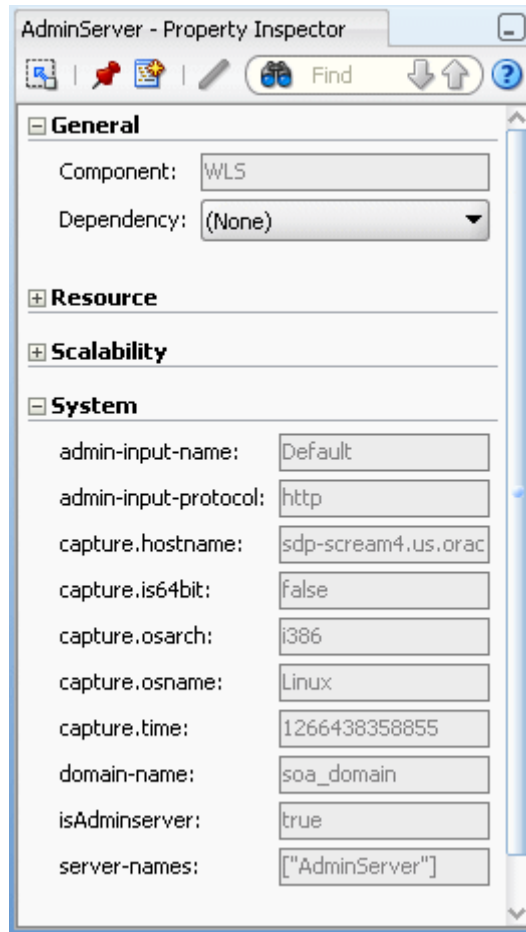 AdminServer - Property Inspector
Find
General
Component: WLS
Dependency: (None)
Resource
Scalability
System
admin-input-name: Default
admin-input-protocol: http
capture.hostname: sdp-scream4.us.orac
capture.is64bit: false
capture.osarch: i386
capture.osname: Linux
capture.time: 1266438358855
domain-name: soa_domain
isAdminserver: true
server-names: ["AdminServer"]